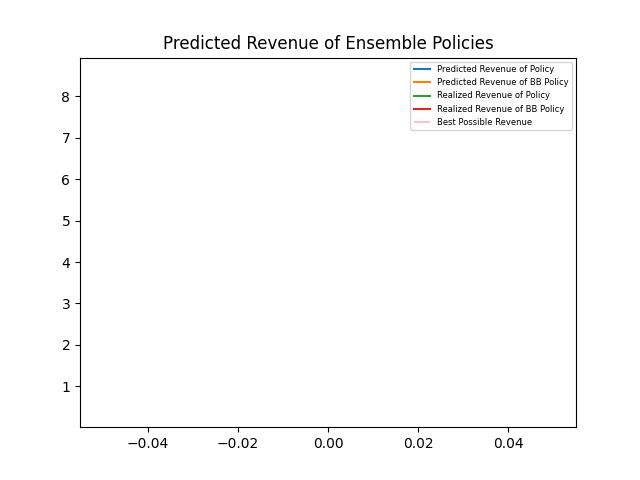 Predicted Revenue of Ensemble Policies
Predicted Revenue of Policy
Predicted Revenue of BB Policy
Realized Revenue of Policy
Realized Revenue of BB Policy
Best Possible Revenue
8
7
6
5
4
3
2
1
−0.04 −0.02 0.00 0.02 0.04